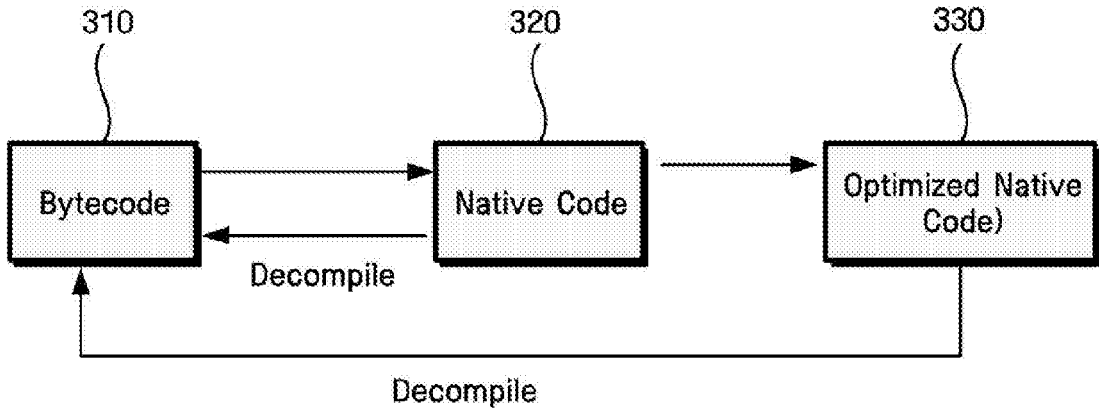 310
320
330
Bytecode
Native Code
Optimized Native
Code)
Decompile
Decompile